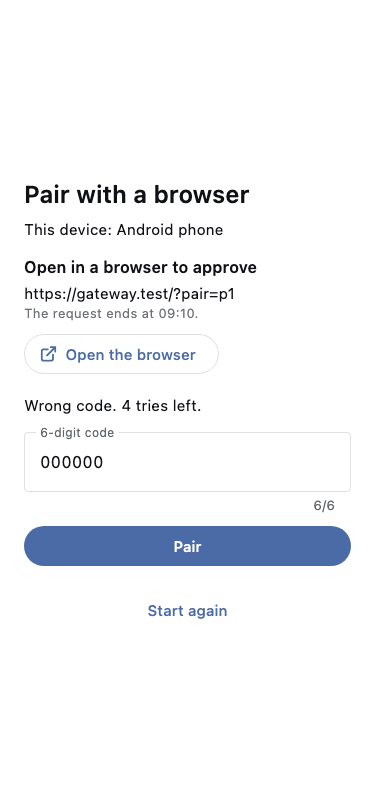 Pair with a browser
This device: Android phone
Open in a browser to approve
https://gateway.test/?pair=p1
The request ends at 09:10.
Open the browser
Wrong code. 4 tries left.
6-digit code
000000
6/6
Pair
Start again